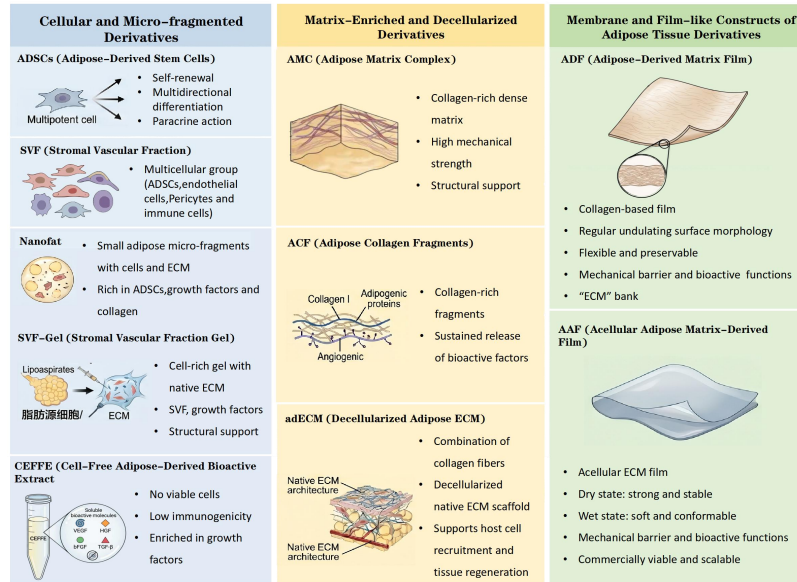 Cellular and Micro-fragmented
Derivatives
ADSCs (Adipose-Derived Stem Cells)
Multipotent cell
• Self-renewal
• Multidirectional
differentiation
• Paracrine action
SVF (Stromal Vascular Fraction)
• Multicellular group
(ADSCs,endothelial
cells,Pericytes and
immune cells)
Nanofat
• Small adipose micro-fragments
with cells and ECM
• Rich in ADSCs,growth factors and
collagen
SVF-Gel (Stromal Vascular Fraction Gel)
Lipoaspirates
脂肪源细胞/
ECM
• Cell-rich gel with
native ECM
• SVF, growth factors
• Structural support
CEFFE (Cell-Free Adipose-Derived Bioactive
Extract
CEFFE
Soluble
bioactive molecules
VEGF
HGF
bFGF
TGF-β
• No viable cells
• Low immunogenicity
• Enriched in growth
factors
Matrix-Enriched and Decellularized
Derivatives
AMC (Adipose Matrix Complex)
• Collagen-rich dense
matrix
• High mechanical
strength
• Structural support
ACF (Adipose Collagen Fragments)
Collagen I
Adipogenic
proteins
Angiogenic
• Collagen-rich
fragments
• Sustained release
of bioactive factors
adECM (Decellularized Adipose ECM)
Native ECM
architecture
Native ECM
architecture
• Combination of
collagen fibers
• Decellularized
native ECM scaffold
• Supports host cell
recruitment and
tissue regeneration
Membrane and Film-like Constructs of
Adipose Tissue Derivatives
ADF (Adipose-Derived Matrix Film)
• Collagen-based film
• Regular undulating surface morphology
• Flexible and preservable
• Mechanical barrier and bioactive functions
• “ECM” bank
AAF (Acellular Adipose Matrix-Derived
Film)
• Acellular ECM film
• Dry state: strong and stable
• Wet state: soft and conformable
• Mechanical barrier and bioactive functions
• Commercially viable and scalable